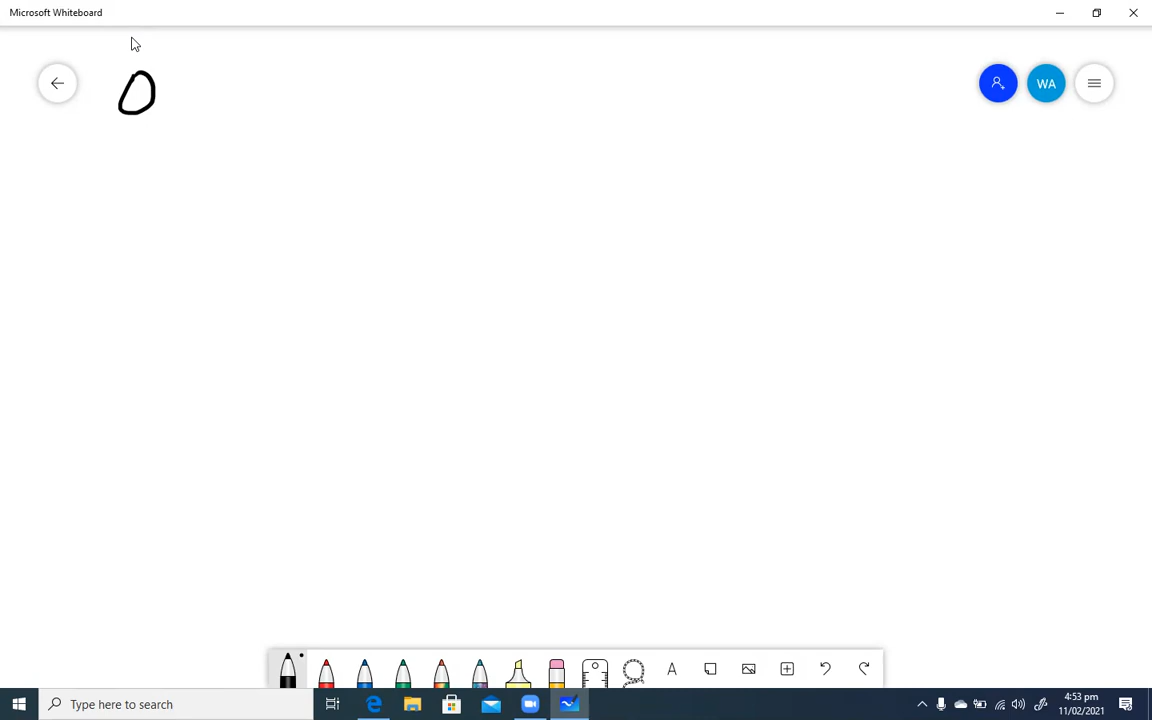 Microsoft Whiteboard
O
WA
A
Type here to search
4:53 pm
11/02/2021